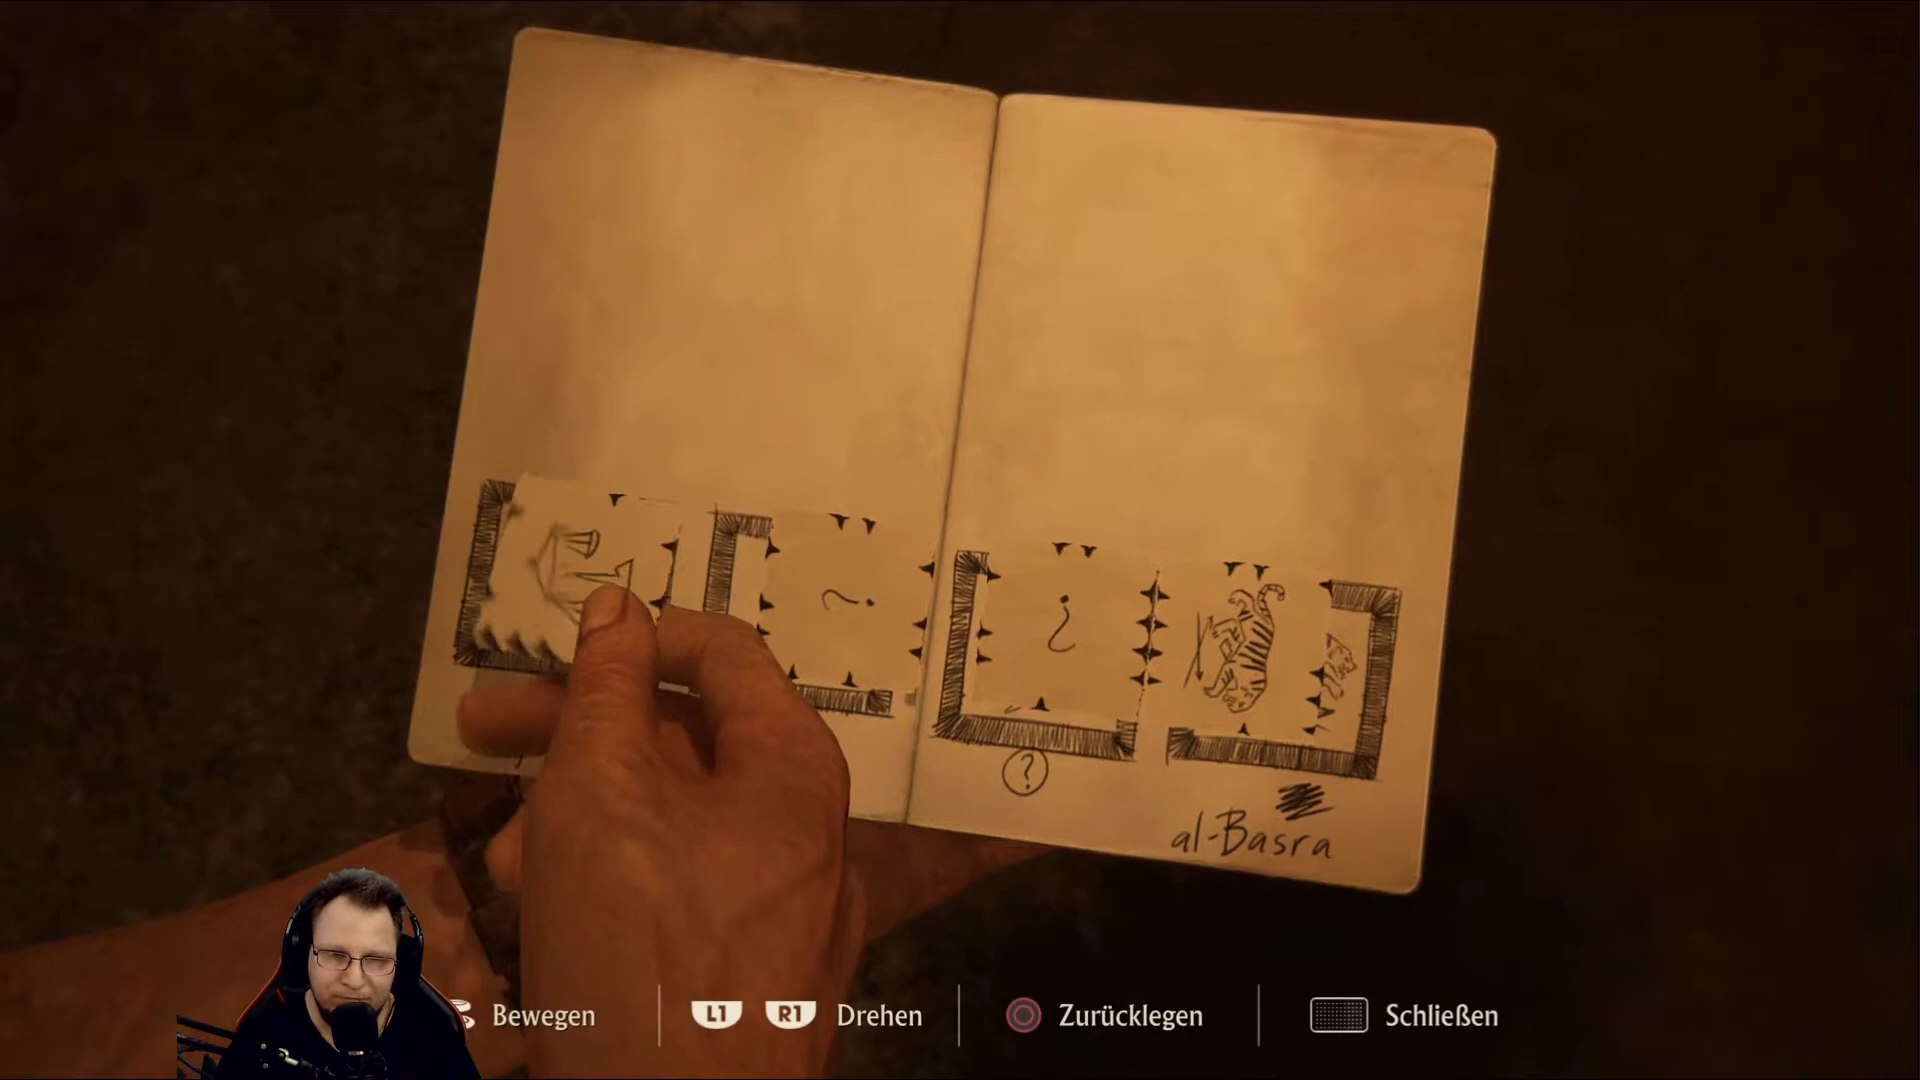 ?
?
?
al-Basra
Bewegen
L1 R1 Drehen
Zurücklegen
Schließen